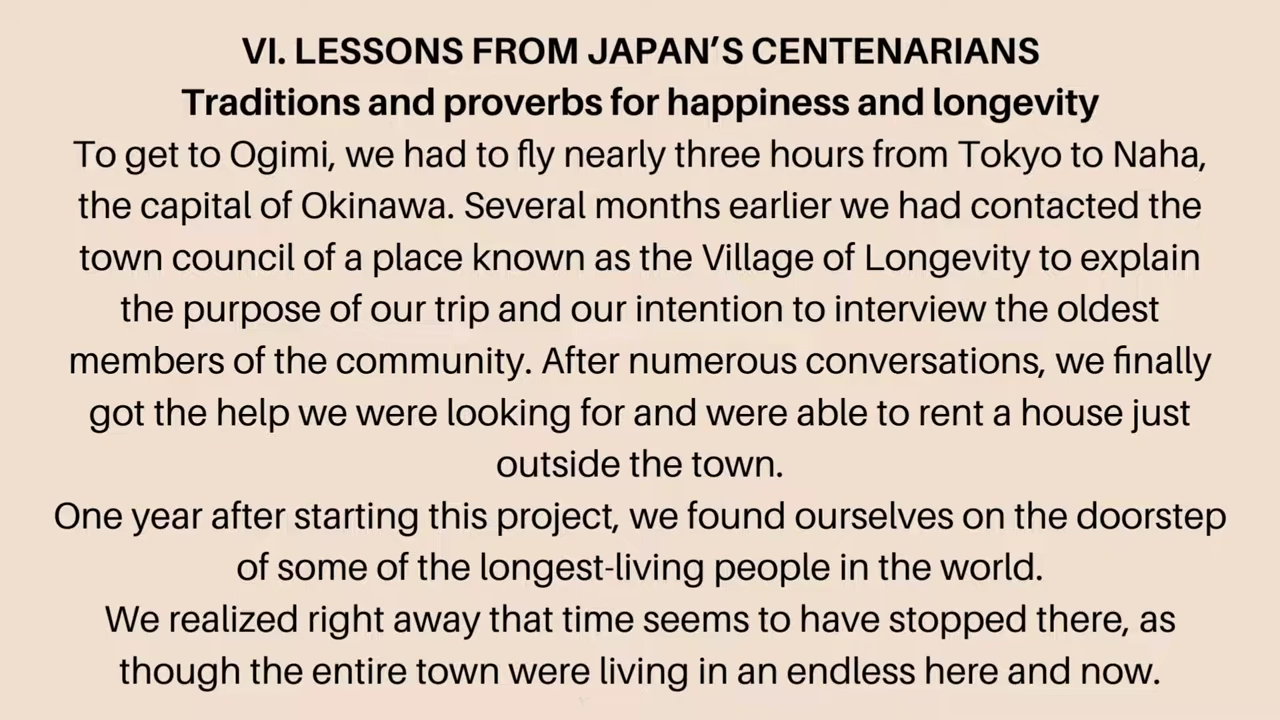 VI. LESSONS FROM JAPAN’S CENTENARIANS
Traditions and proverbs for happiness and longevity
To get to Ogimi, we had to fly nearly three hours from Tokyo to Naha,
the capital of Okinawa. Several months earlier we had contacted the
town council of a place known as the Village of Longevity to explain
the purpose of our trip and our intention to interview the oldest
members of the community. After numerous conversations, we finally
got the help we were looking for and were able to rent a house just
outside the town.
One year after starting this project, we found ourselves on the doorstep
of some of the longest-living people in the world.
We realized right away that time seems to have stopped there, as
though the entire town were living in an endless here and now.